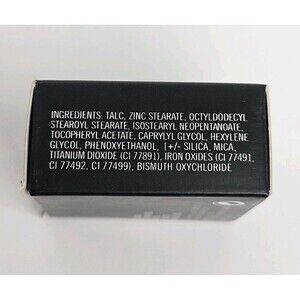 INGREDIENTS: TALC, ZINC STEARATE, OCTYLDODECYL
STEAROYL STEARATE, ISOSTEARYL NEOPENTANOATE,
TOCOPHERYL ACETATE, CAPRYLYL GLYCOL, HEXYLENE
GLYCOL, PHENOXYETHANOL, [+/- SILICA, MICA,
TITANIUM DIOXIDE (CI 77891), IRON OXIDES (CI 77491,
CI 77492, CI 77499), BISMUTH OXYCHLORIDE